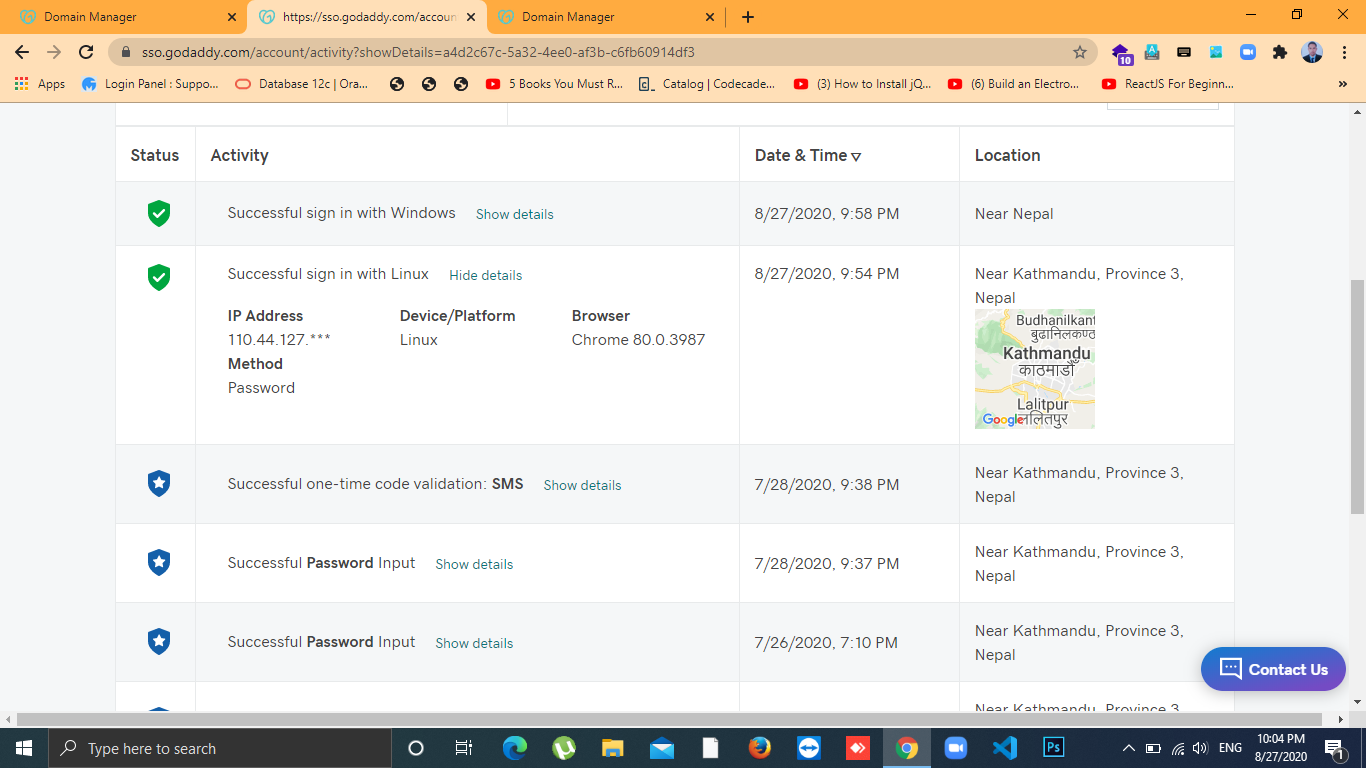 Domain Manager
https://sso.godaddy.com/accoun
Domain Manager
sso.godaddy.com/account/activity?showDetails=a4d2c67c-5a32-4ee0-af3b-c6fb60914df3
10
Apps
Login Panel : Suppo...
Database 12c | Ora...
5 Books You Must R...
Catalog | Codecade...
(3) How to Install jQ...
(6) Build an Electro...
ReactJS For Beginn...
Status Activity Date & Time Location
Successful sign in with Windows Show details 8/27/2020, 9:58 PM Near Nepal
Successful sign in with Linux Hide details 8/27/2020, 9:54 PM Near Kathmandu, Province 3,
Nepal
IP Address Device/Platform Browser
110.44.127.*** Linux Chrome 80.0.3987
Method
Password
Budhanilkant
बुढानिलकण्ठ
Kathmandu
काठमाडौँ
Lalitpur
ललितपुर
Google
Successful one-time code validation: SMS Show details 7/28/2020, 9:38 PM Near Kathmandu, Province 3,
Nepal
Successful Password Input Show details 7/28/2020, 9:37 PM Near Kathmandu, Province 3,
Nepal
Successful Password Input Show details 7/26/2020, 7:10 PM Near Kathmandu, Province 3,
Nepal
Near Kathmandu, Province 3,
Contact Us
Type here to search
Ps
ENG
10:04 PM
8/27/2020
1